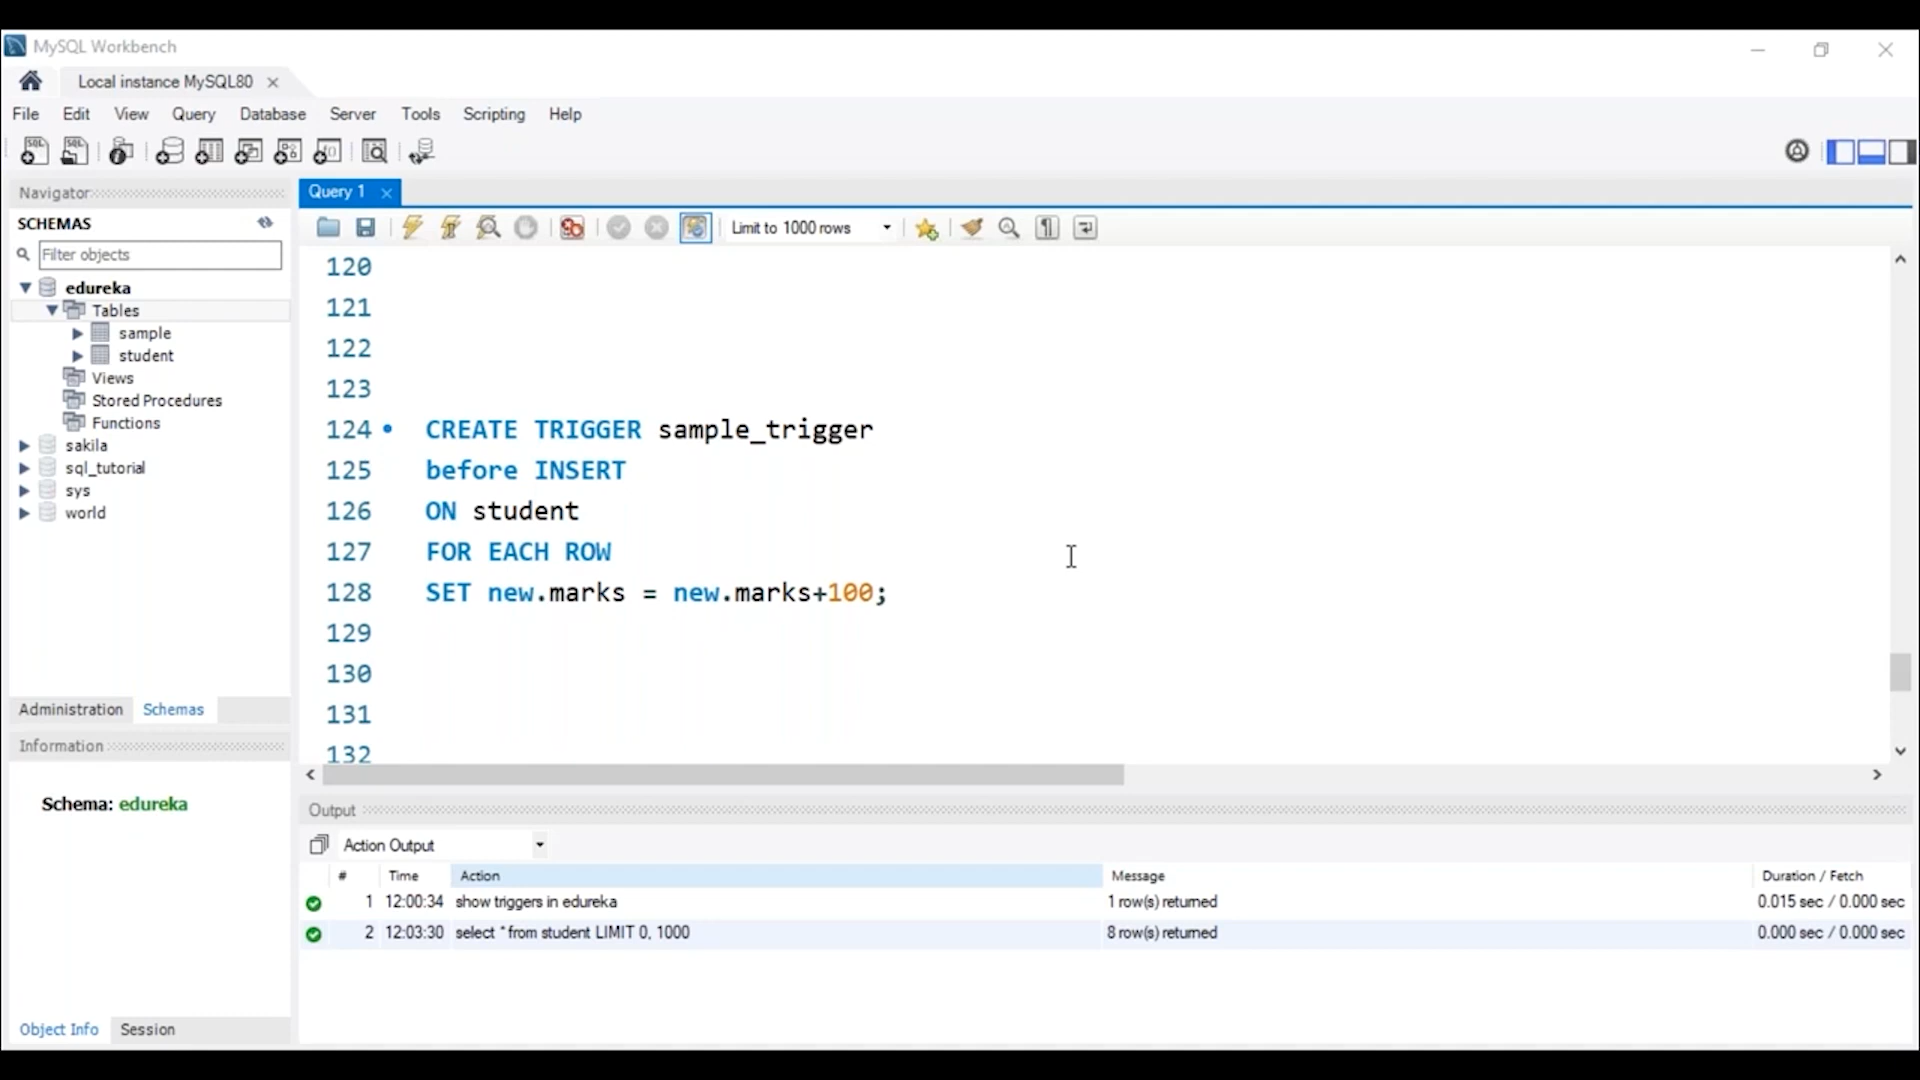 MySQL Workbench
Local instance MySQL80
File Edit View Query Database Server Tools Scripting Help
Navigator
Query 1
SCHEMAS
Limit to 1000 rows
Filter objects
edureka
Tables
sample
student
Views
Stored Procedures
Functions
sakila
sql_tutorial
sys
world
120
121
122
123
124 CREATE TRIGGER sample_trigger
125 before INSERT
126 ON student
127 FOR EACH ROW
128 SET new.marks = new.marks+100;
129
130
131
132
Administration Schemas
Information
Schema: edureka
Object Info Session
Output
Action Output
# Time Action Message Duration / Fetch
1 12:00:34 show triggers in edureka 1 row(s) returned 0.015 sec / 0.000 sec
2 12:03:30 select * from student LIMIT 0, 1000 8 row(s) returned 0.000 sec / 0.000 sec